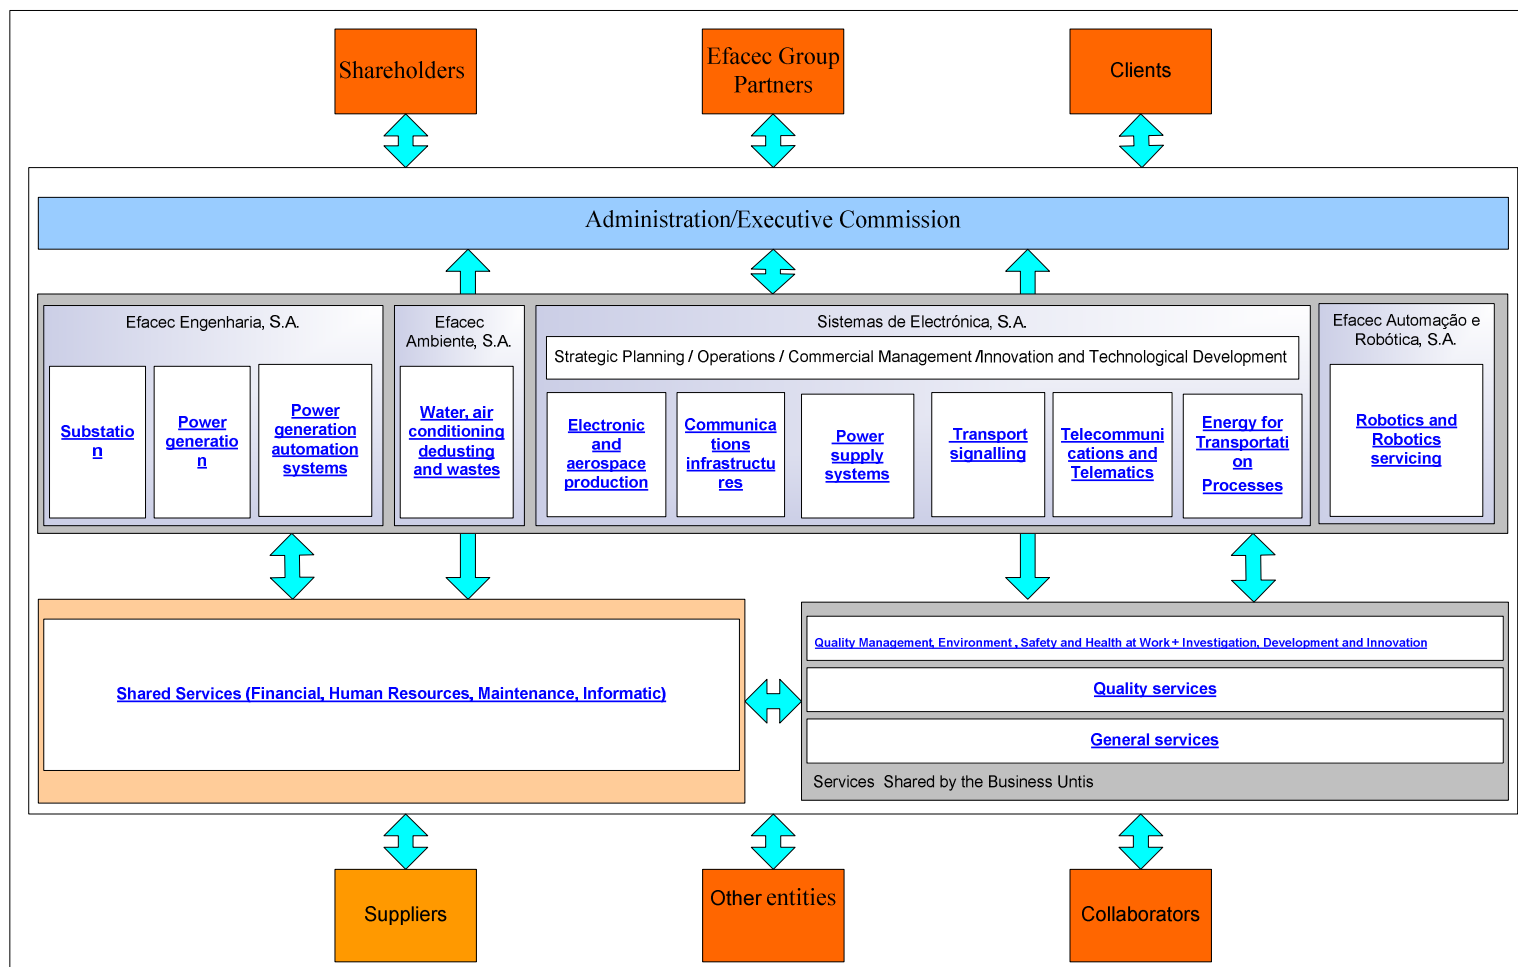 Shareholders
Efacec Group
Partners
Clients
Administration/Executive Commission
Efacec Engenharia, S.A.
Substatio
n
Power
generatio
n
Power
generation
automation
systems
Efacec
Ambiente, S.A.
Water, air
conditioning
dedusting
and wastes
Sistemas de Electrónica, S.A.
Strategic Planning / Operations / Commercial Management /Innovation and Technological Development
Electronic
and
aerospace
production
Communica
tions
infrastructu
res
Power
supply
systems
Transport
signalling
Telecommuni
cations and
Telematics
Energy for
Transportati
on
Processes
Efacec Automação e
Robótica, S.A.
Robotics and
Robotics
servicing
Shared Services (Financial, Human Resources, Maintenance, Informatic)
Quality Management, Environment , Safety and Health at Work + Investigation, Development and Innovation
Quality services
General services
Services Shared by the Business Untis
Suppliers
Other entities
Collaborators